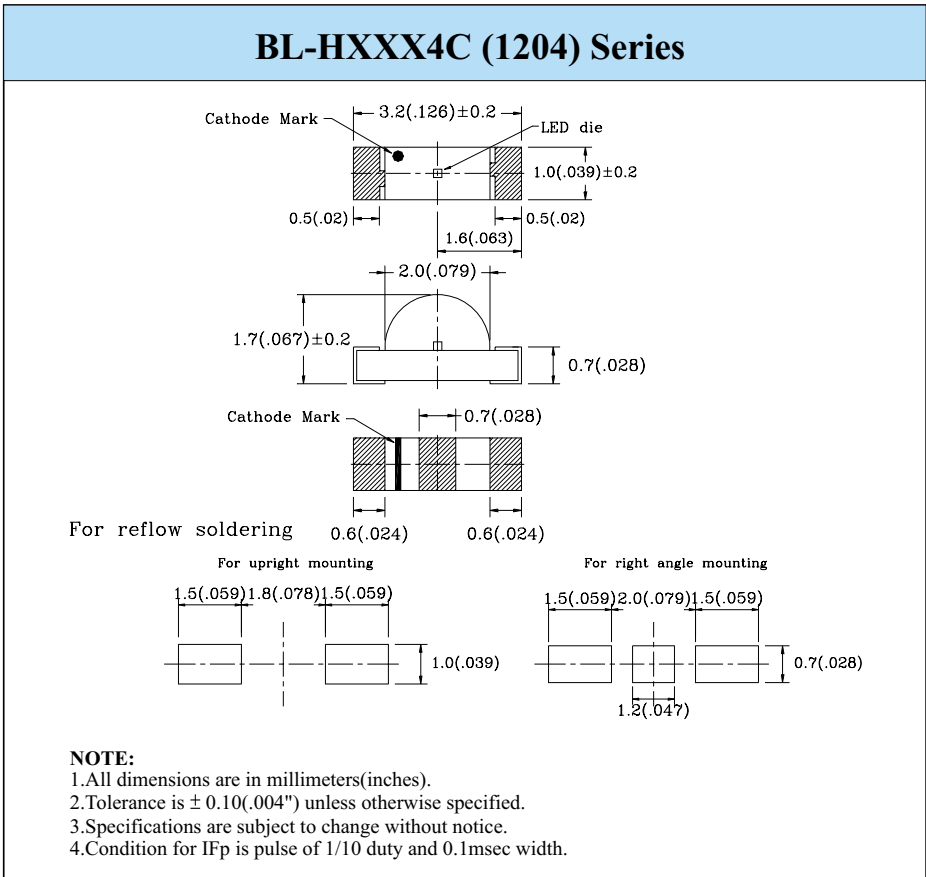 BL-HXXX4C (1204) Series
3.2(.126)±0.2
Cathode Mark
LED die
1.0(.039)±0.2
0.5(.02)
0.5(.02)
1.6(.063)
2.0(.079)
1.7(.067)±0.2
0.7(.028)
Cathode Mark
0.7(.028)
0.6(.024)
0.6(.024)
For reflow soldering
For upright mounting
1.5(.059)
1.8(.078)
1.5(.059)
1.0(.039)
For right angle mounting
1.5(.059)
2.0(.079)
1.5(.059)
0.7(.028)
1.2(.047)
NOTE:
1.All dimensions are in millimeters(inches).
2.Tolerance is ± 0.10(.004") unless otherwise specified.
3.Specifications are subject to change without notice.
4.Condition for IFp is pulse of 1/10 duty and 0.1msec width.